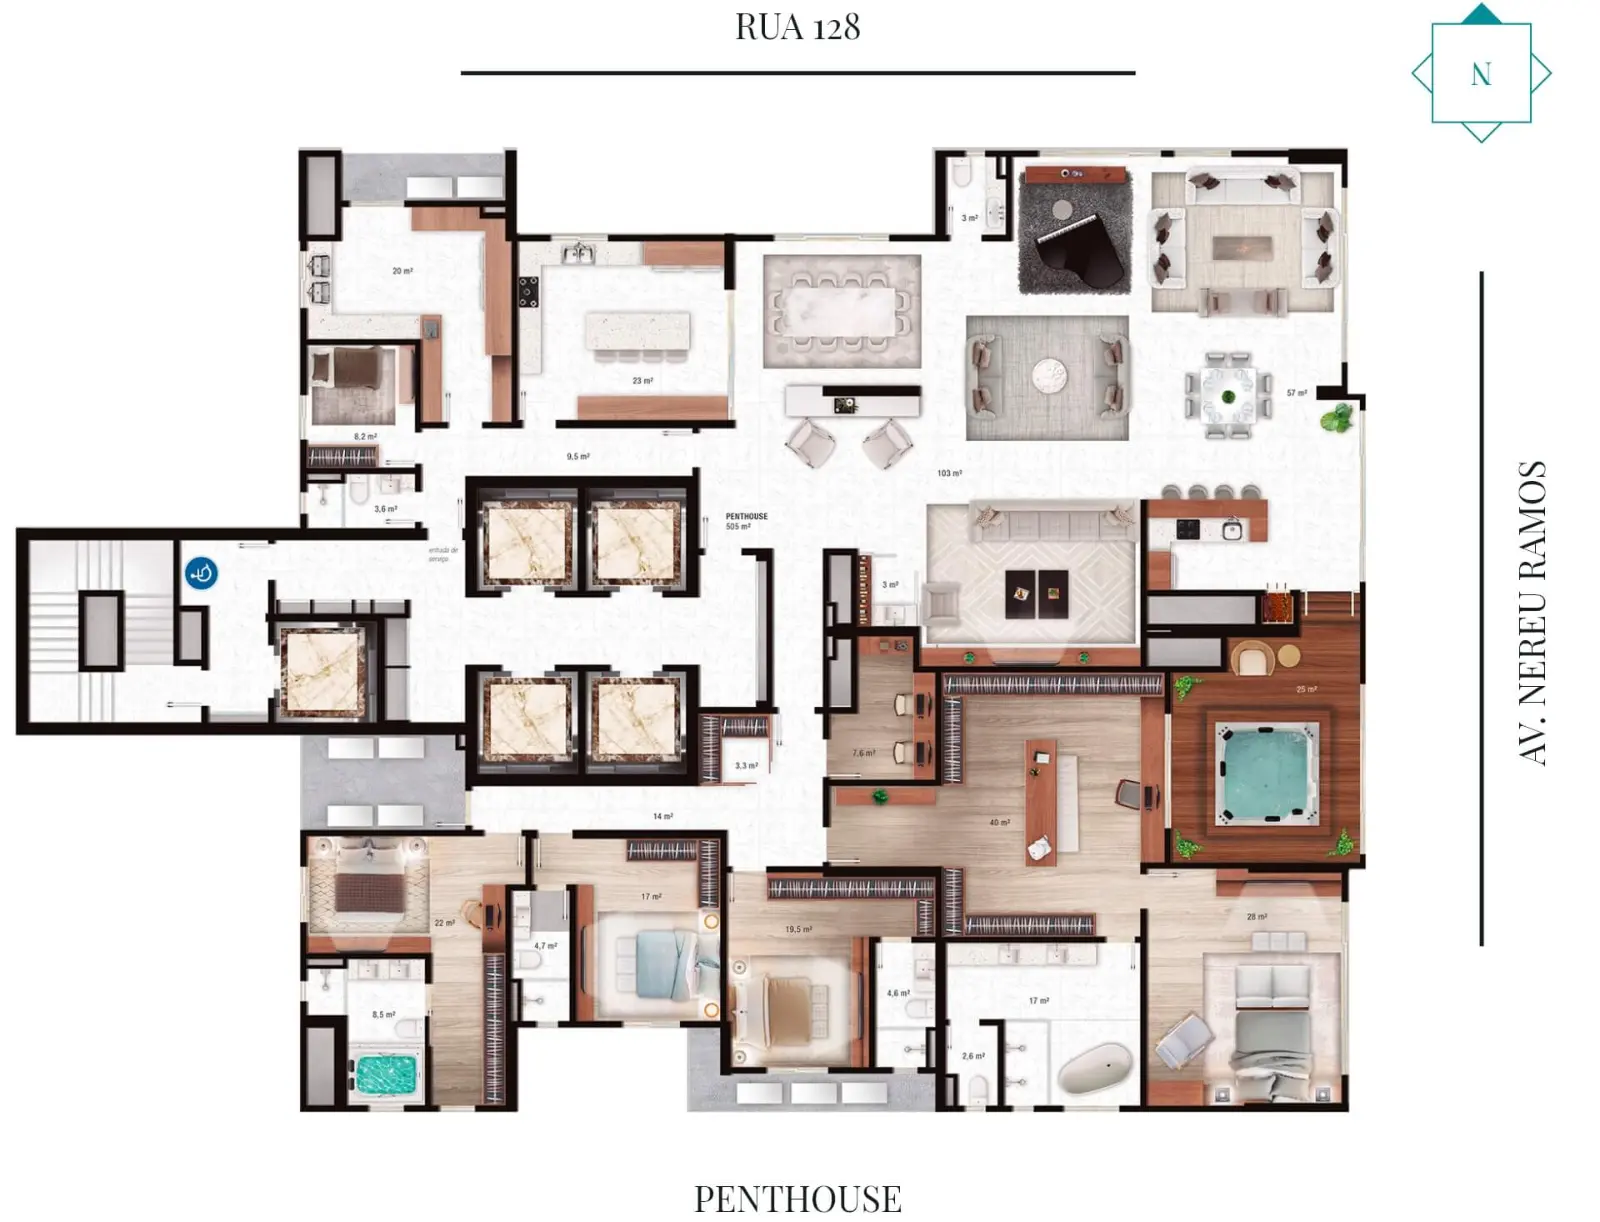 RUA 128
N
3 m²
20 m²
23 m²
57 m²
8,2 m²
9,5 m²
103 m²
3,6 m²
PENTHOUSE
505 m²
entrada de
serviço
3 m²
25 m²
7,6 m²
3,3 m²
14 m²
40 m²
17 m²
22 m²
19,5 m²
28 m²
4,7 m²
4,6 m²
8,5 m²
17 m²
2,6 m²
AV. NEREU RAMOS
PENTHOUSE